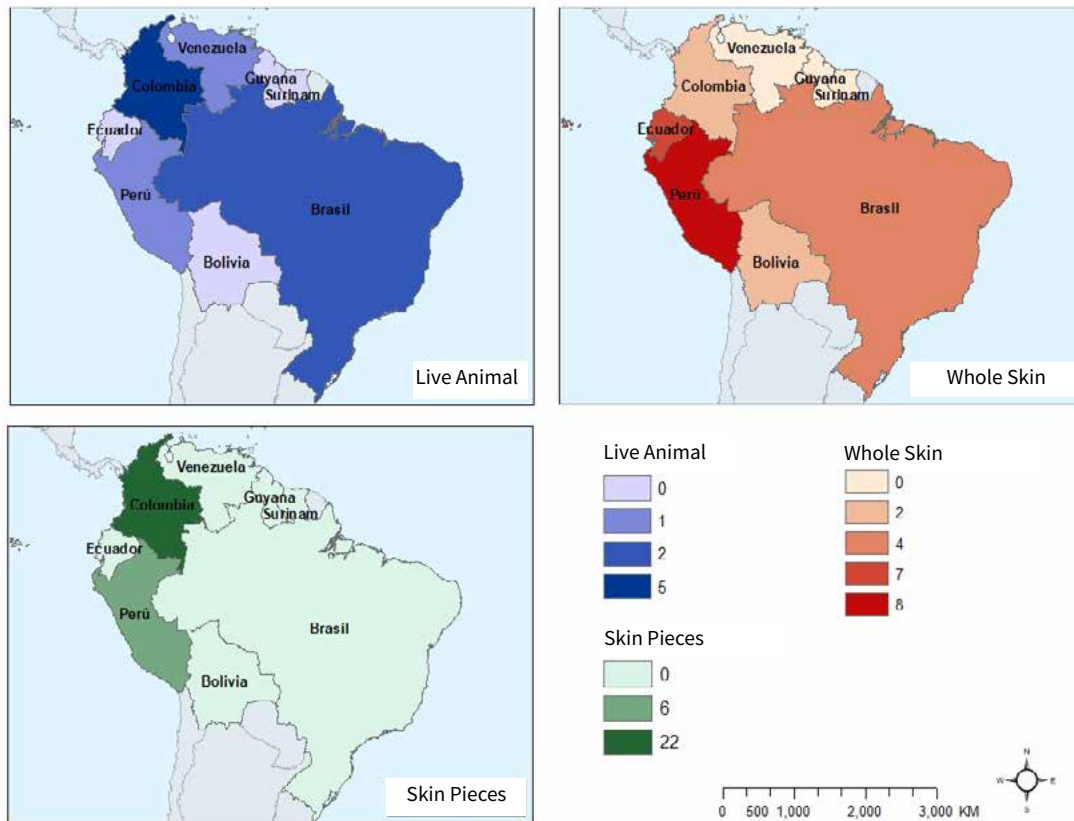 Venezuela
Guyana
Surinam
Colombia
Ecuador
Perú
Brasil
Bolivia
Live Animal
Venezuela
Guyana
Surinam
Colombia
Ecuador
Perú
Brasil
Bolivia
Whole Skin
Venezuela
Guyana
Surinam
Colombia
Ecuador
Perú
Brasil
Bolivia
Skin Pieces
Live Animal
0
1
2
5
Whole Skin
0
2
4
7
8
Skin Pieces
0
6
22
0 500 1,000 2,000 3,000 KM
N
W E
S